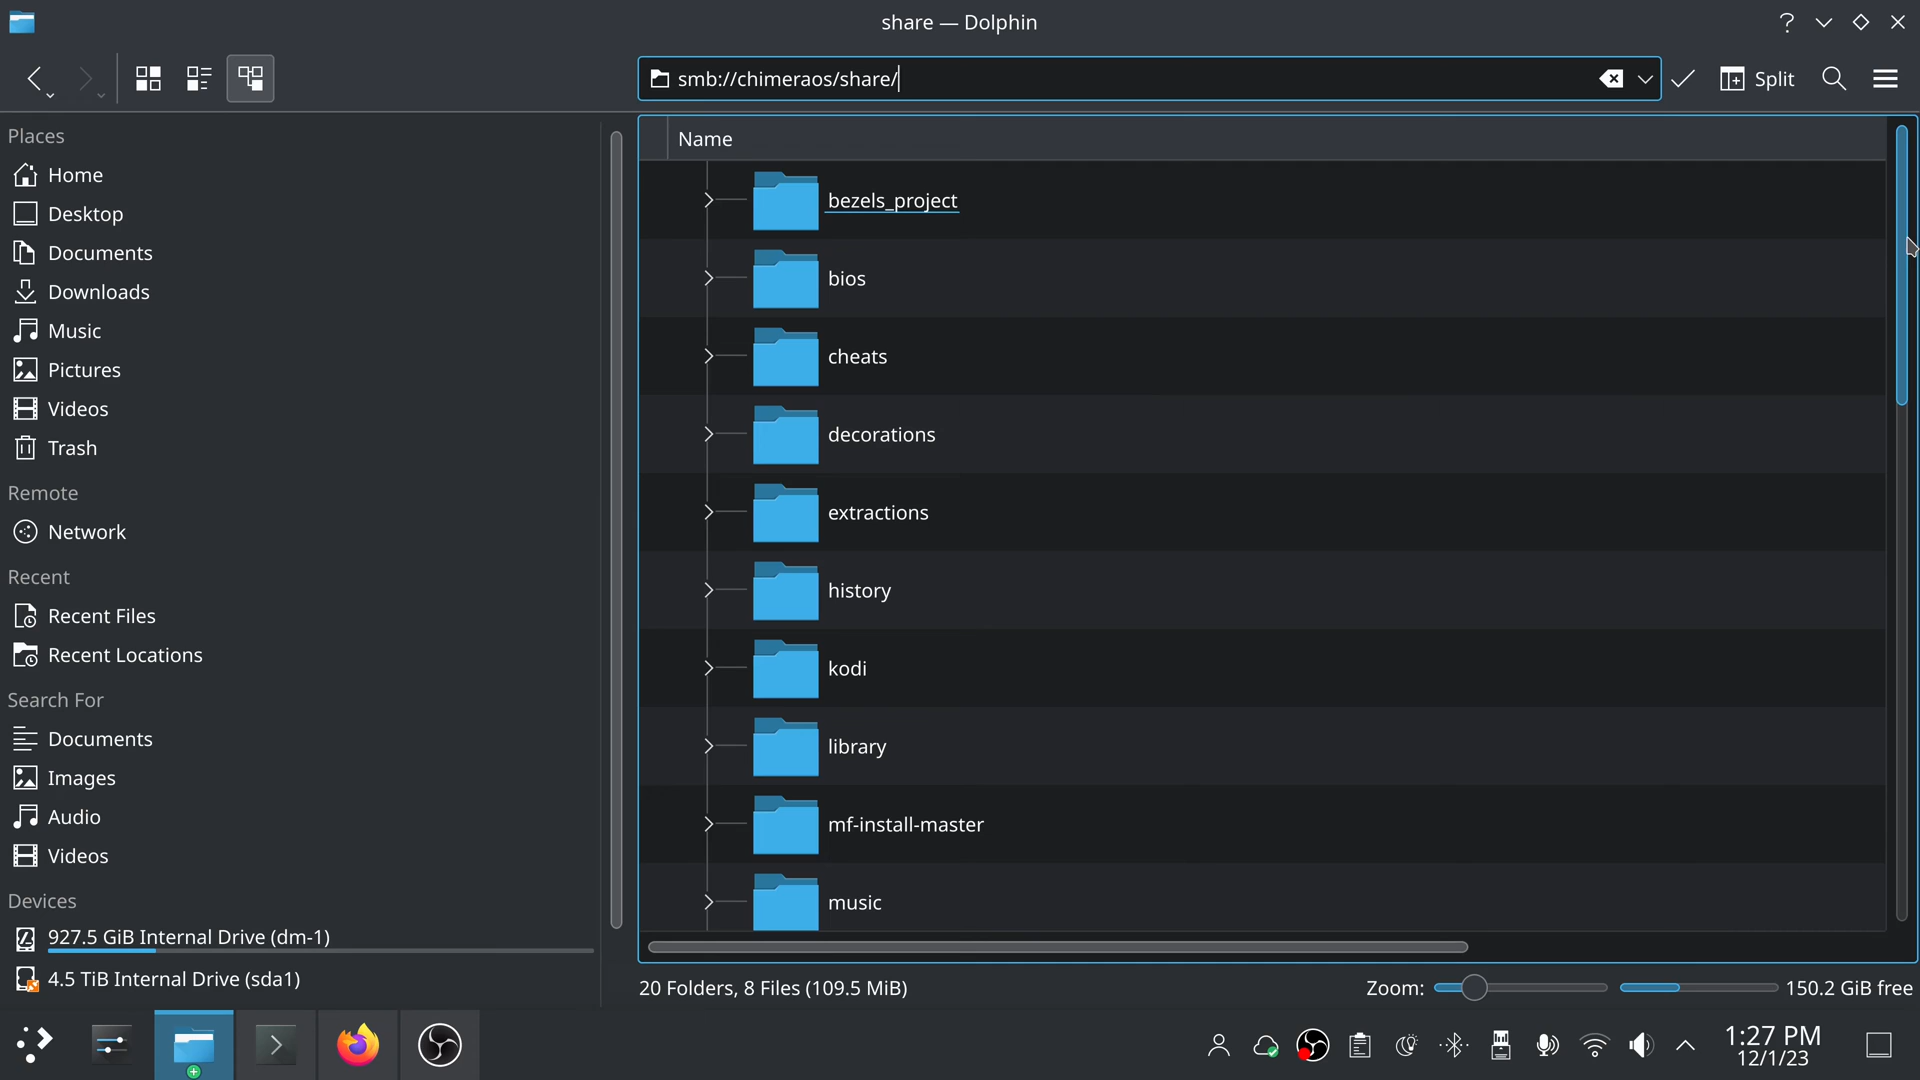 share — Dolphin
smb://chimeraos/share/
Split
Places
Home
Desktop
Documents
Downloads
Music
Pictures
Videos
Trash
Remote
Network
Recent
Recent Files
Recent Locations
Search For
Documents
Images
Audio
Videos
Devices
927.5 GiB Internal Drive (dm-1)
4.5 TiB Internal Drive (sda1)
Name
bezels_project
bios
cheats
decorations
extractions
history
kodi
library
mf-install-master
music
20 Folders, 8 Files (109.5 MiB)
Zoom:
150.2 GiB free
1:27 PM
12/1/23